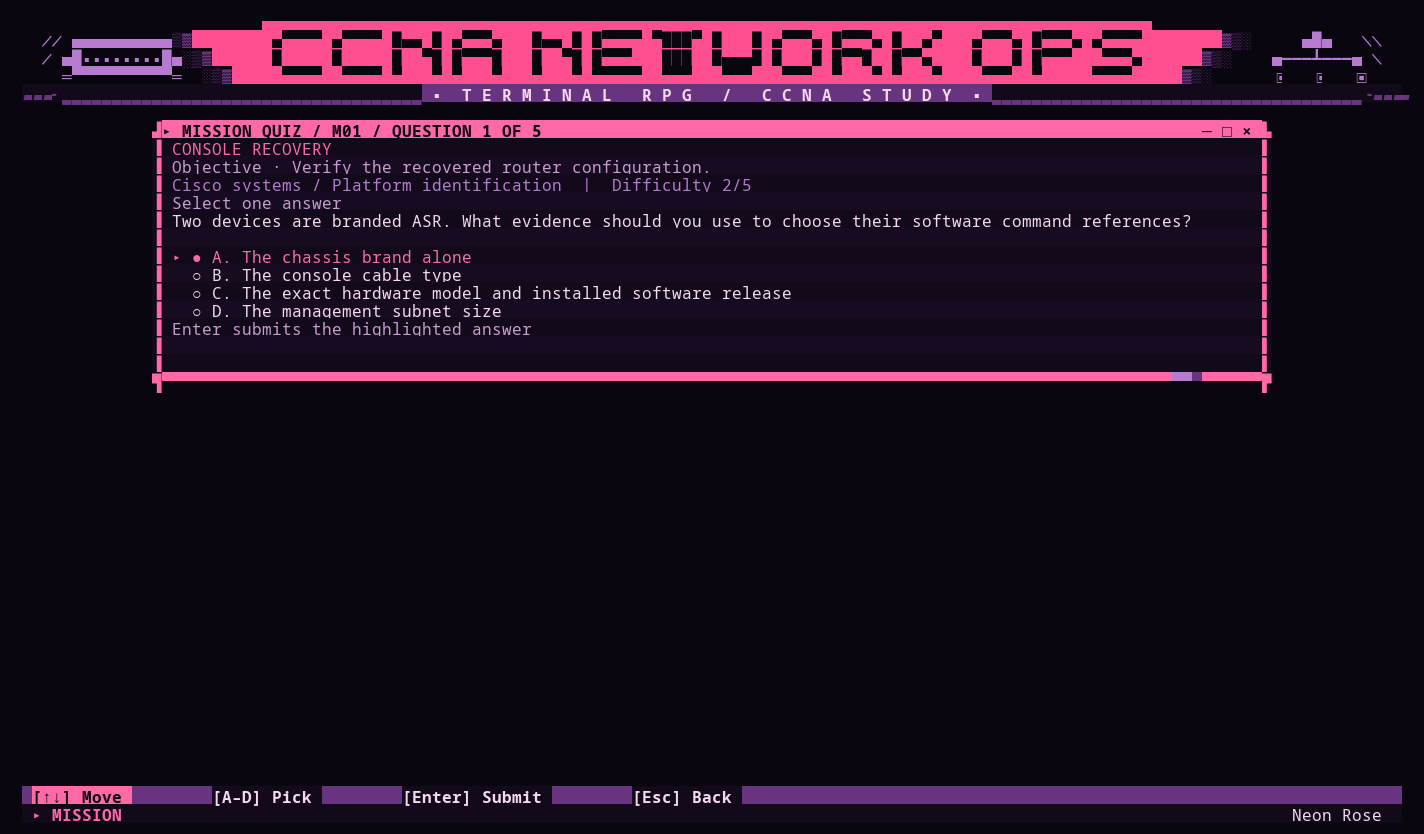 CCNA NETWORK OPS
▪ TERMINAL RPG / CCNA STUDY ▪
▸ MISSION QUIZ / M01 / QUESTION 1 OF 5 — □ ×
CONSOLE RECOVERY
Objective · Verify the recovered router configuration.
Cisco systems / Platform identification | Difficulty 2/5
Select one answer
Two devices are branded ASR. What evidence should you use to choose their software command references?
▸ ● A. The chassis brand alone
○ B. The console cable type
○ C. The exact hardware model and installed software release
○ D. The management subnet size
Enter submits the highlighted answer
[↑↓] Move [A-D] Pick [Enter] Submit [Esc] Back
▸ MISSION Neon Rose